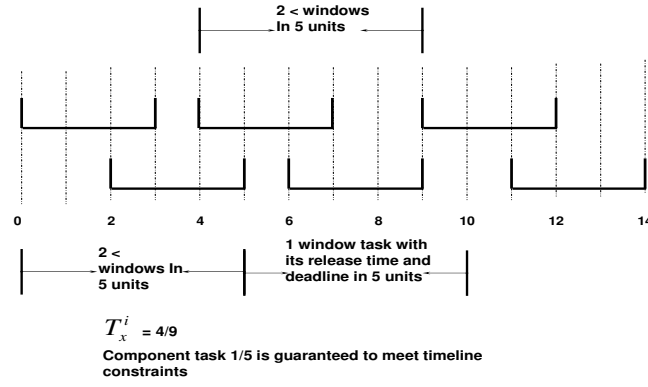 2 < windows
In 5 units
0 2 4 6 8 10 12 14
2 <
windows In
5 units
1 window task with
its release time and
deadline in 5 units
T_x^i = 4/9
Component task 1/5 is guaranteed to meet timeline
constraints